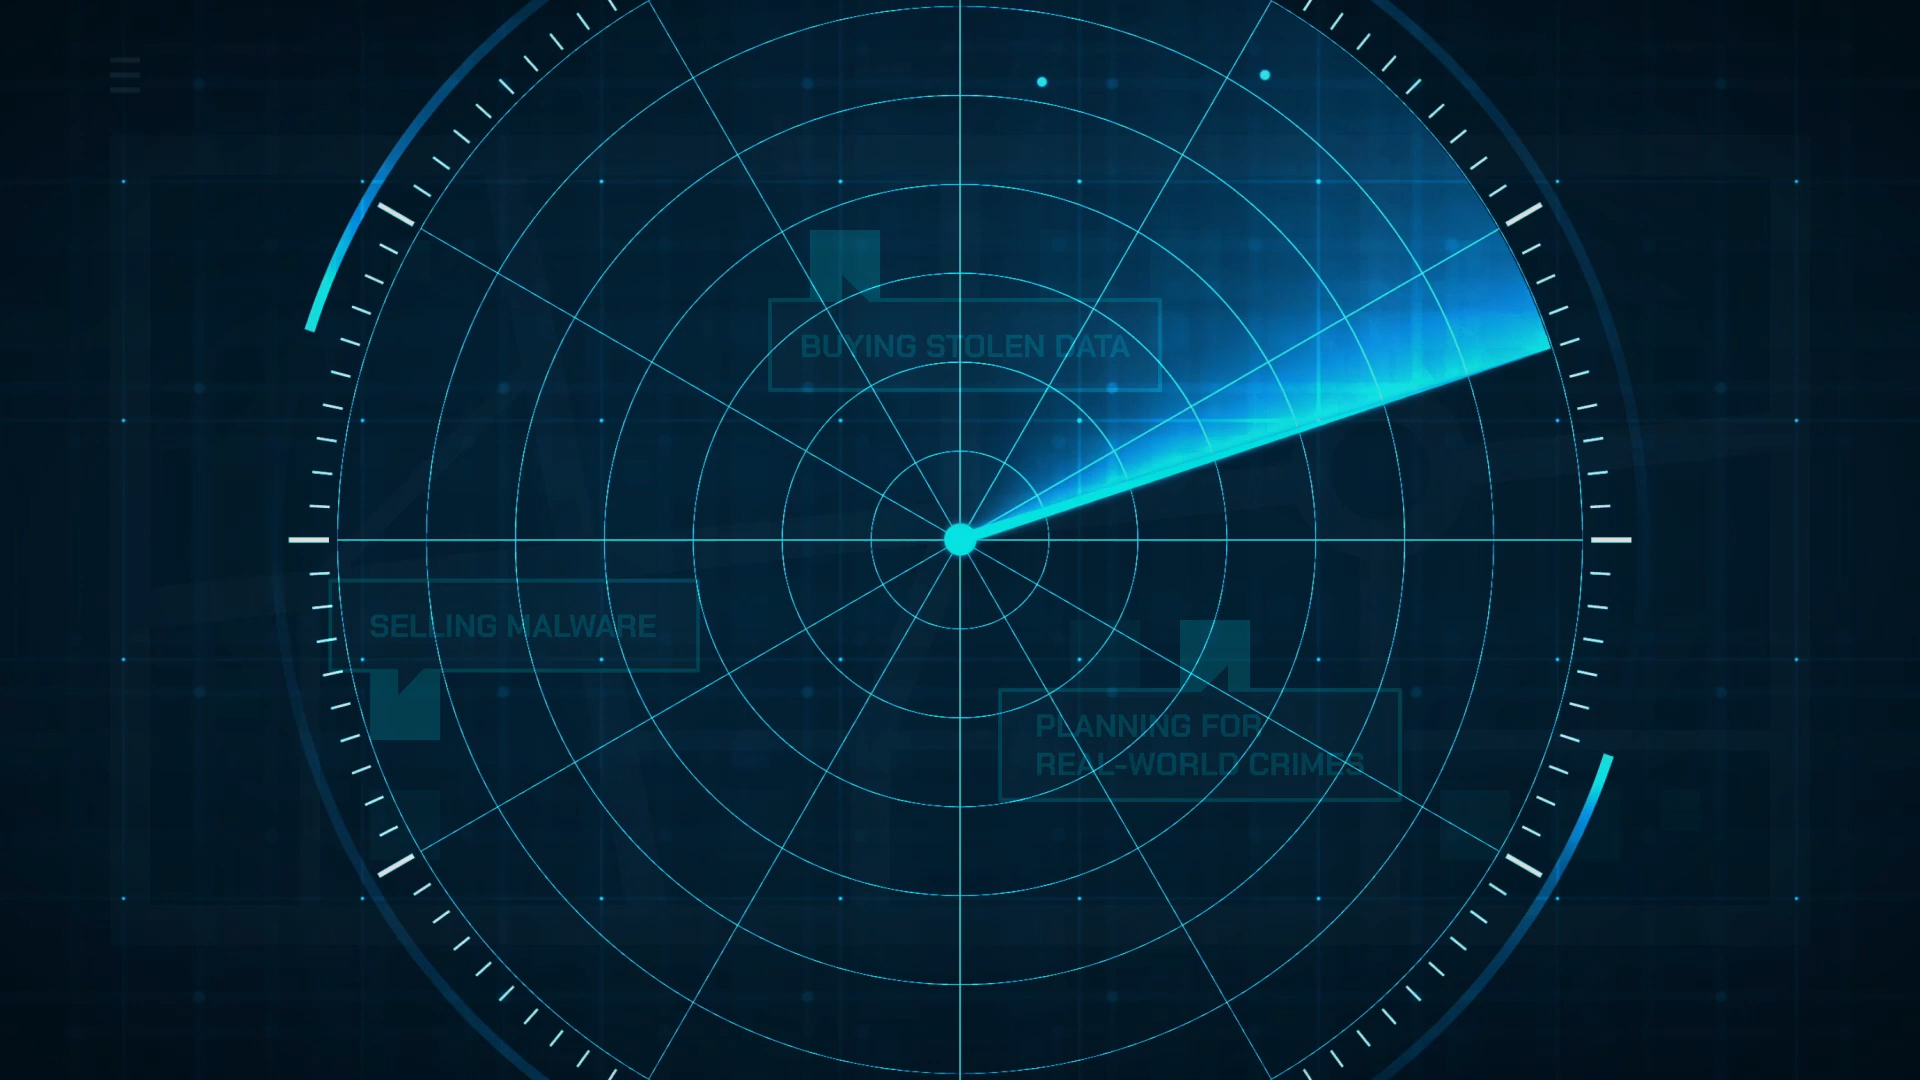 BUYING STOLEN DATA
SELLING MALWARE
PLANNING FOR
REAL-WORLD CRIMES